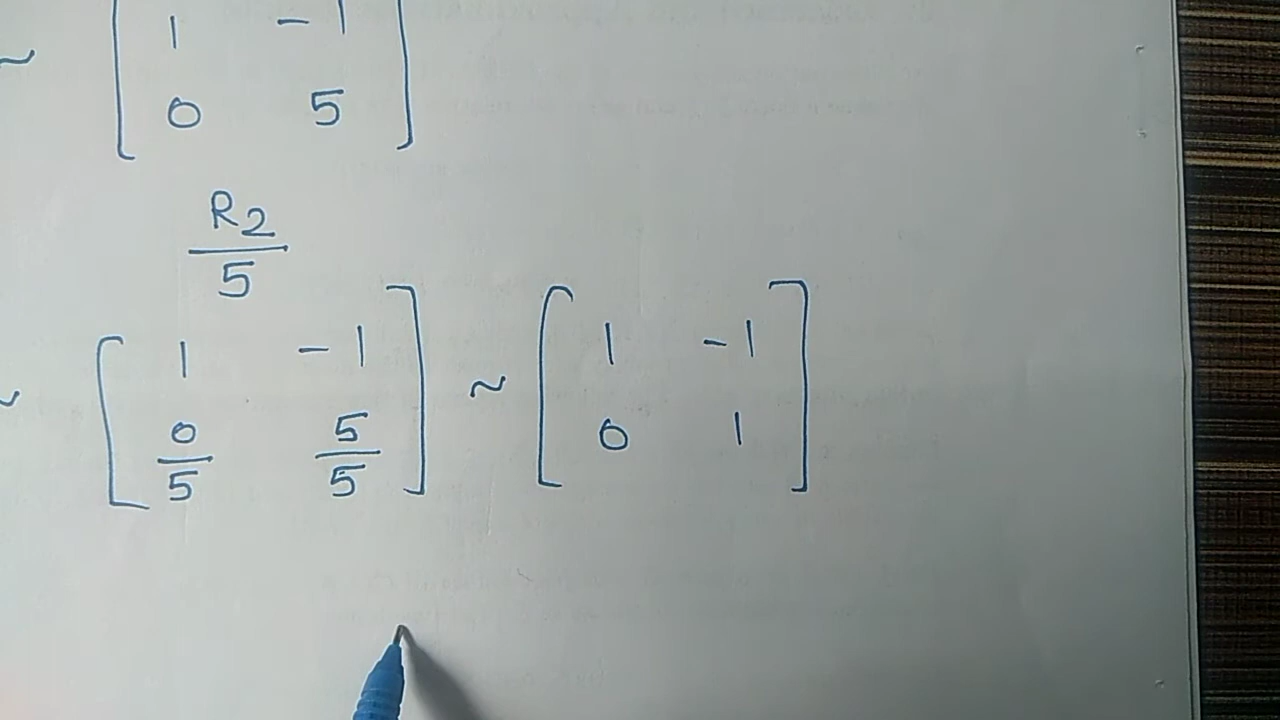 ~ [ 1 -1
0 5 ]
R2
5
~ [ 1 -1 ] ~ [ 1 -1 ]
0/5 5/5 0 1